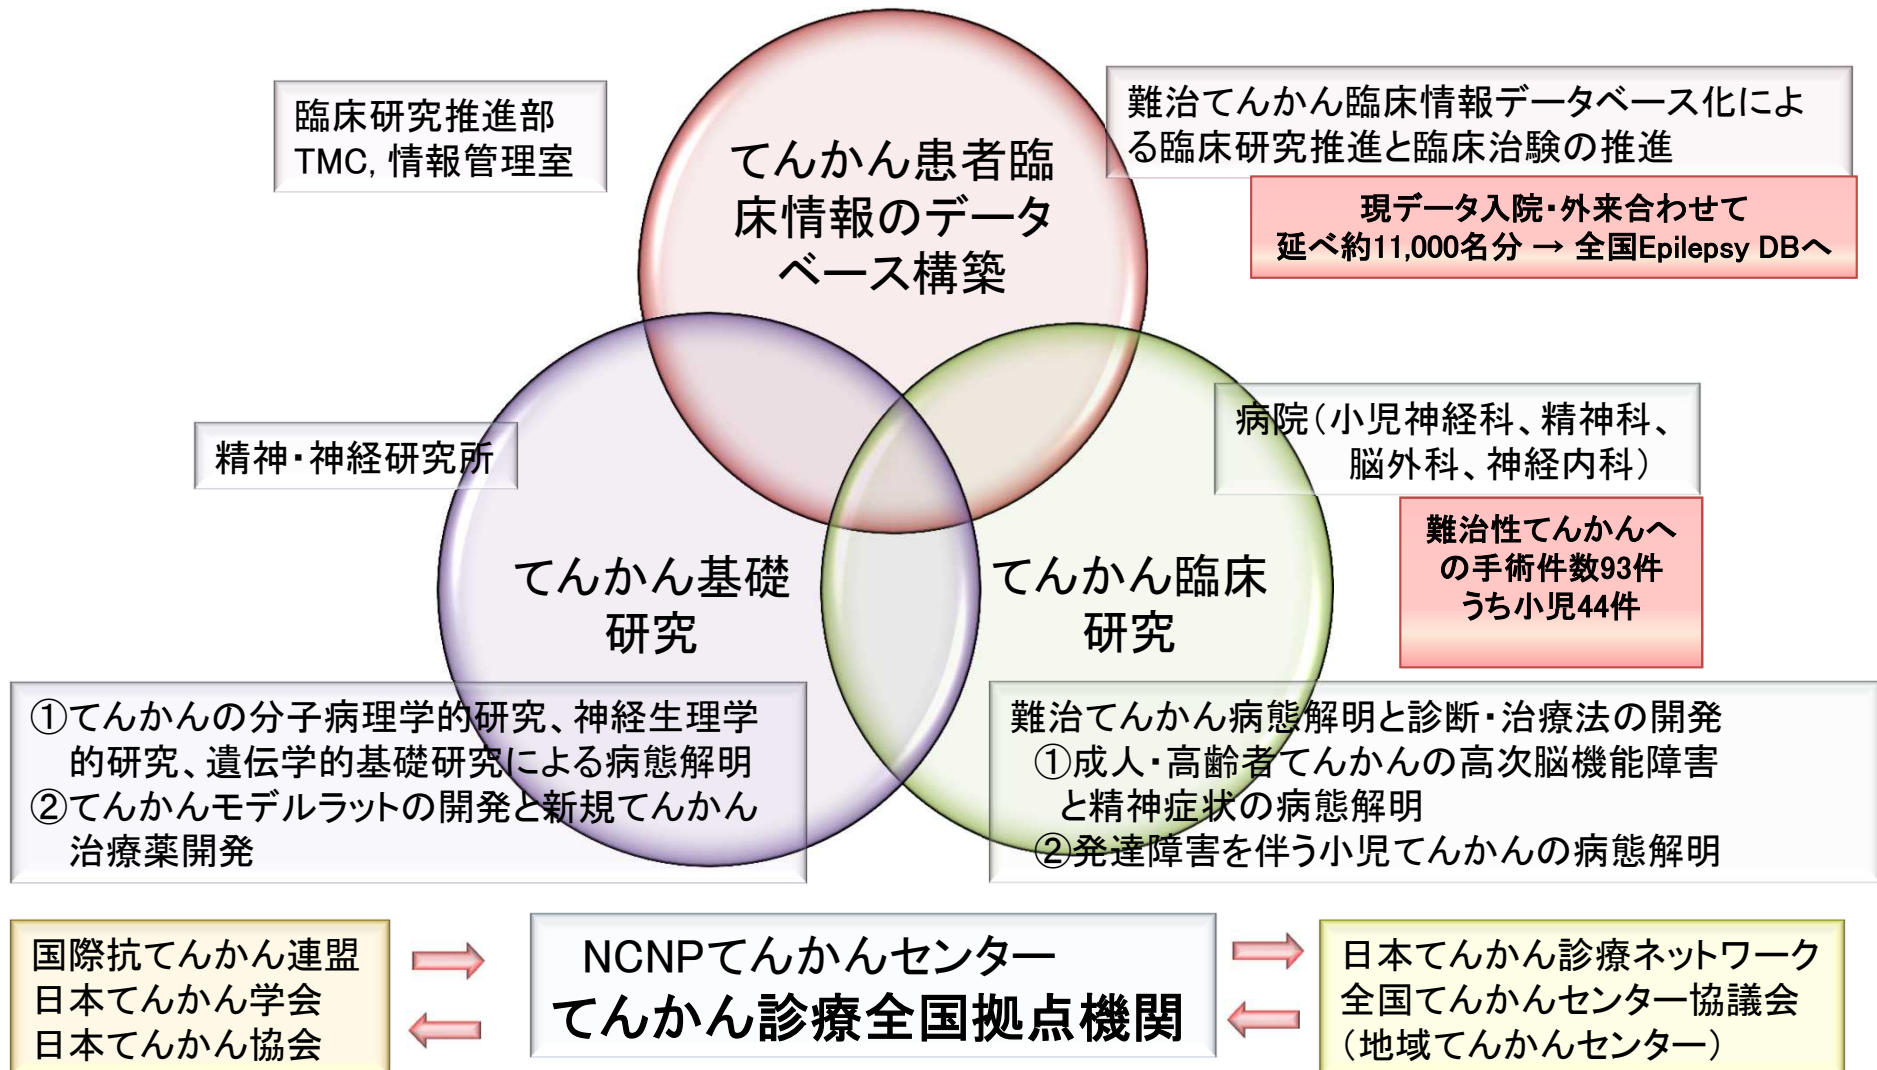 臨床研究推進部
TMC, 情報管理室
てんかん患者臨
床情報のデータ
ベース構築
難治てんかん臨床情報データベース化によ
る臨床研究推進と臨床治験の推進
現データ入院・外来合わせて
延べ約11,000名分 → 全国Epilepsy DBへ
精神・神経研究所
病院(小児神経科、精神科、
脳外科、神経内科)
難治性てんかんへ
の手術件数93件
うち小児44件
てんかん基礎
研究
てんかん臨床
研究
①てんかんの分子病理学的研究、神経生理学
的研究、遺伝学的基礎研究による病態解明
②てんかんモデルラットの開発と新規てんかん
治療薬開発
難治てんかん病態解明と診断・治療法の開発
①成人・高齢者てんかんの高次脳機能障害
と精神症状の病態解明
②発達障害を伴う小児てんかんの病態解明
国際抗てんかん連盟
日本てんかん学会
日本てんかん協会
NCNPてんかんセンター
てんかん診療全国拠点機関
日本てんかん診療ネットワーク
全国てんかんセンター協議会
(地域てんかんセンター)